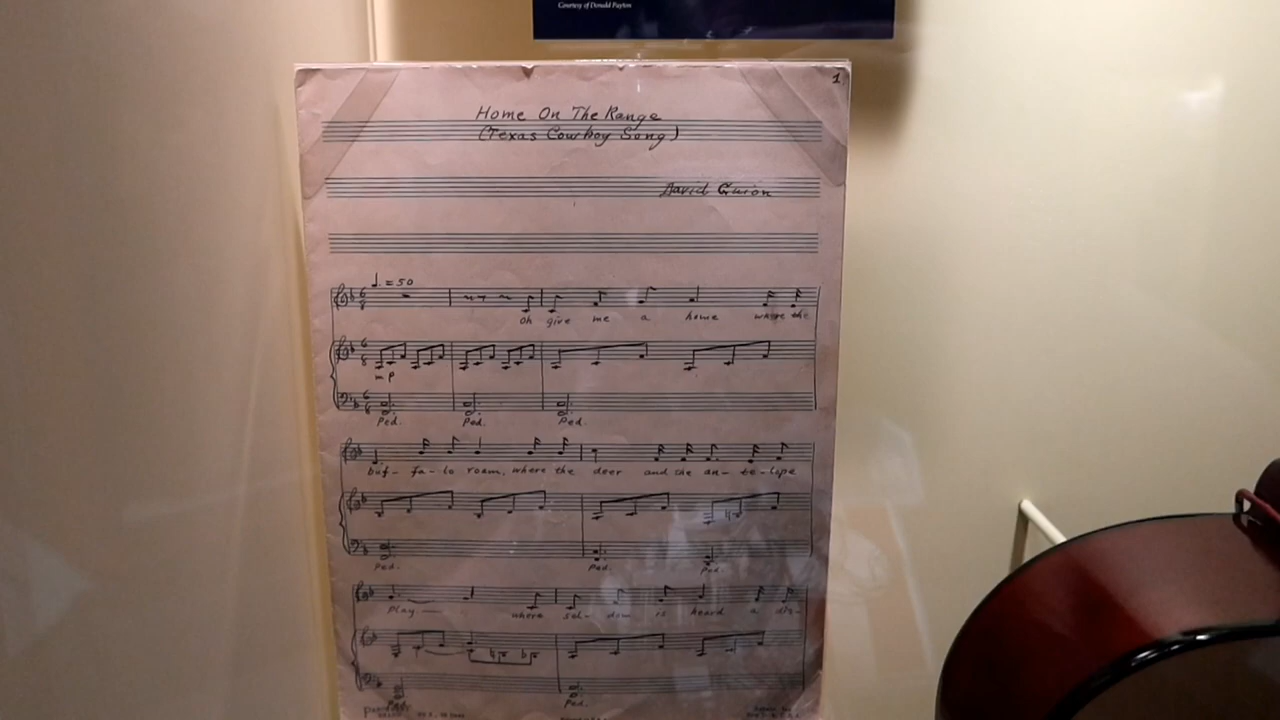 Courtesy of Donald Payton
1
Home On The Range
(Texas Cowboy Song)
David Guion
♩. = 50
Oh give me a home where the
mp
Ped. Ped. Ped.
buf- fa-lo roam, where the deer and the an-te-lope
Ped. Ped. Ped.
play — where sel-dom is heard a dis-
Ped. Ped.